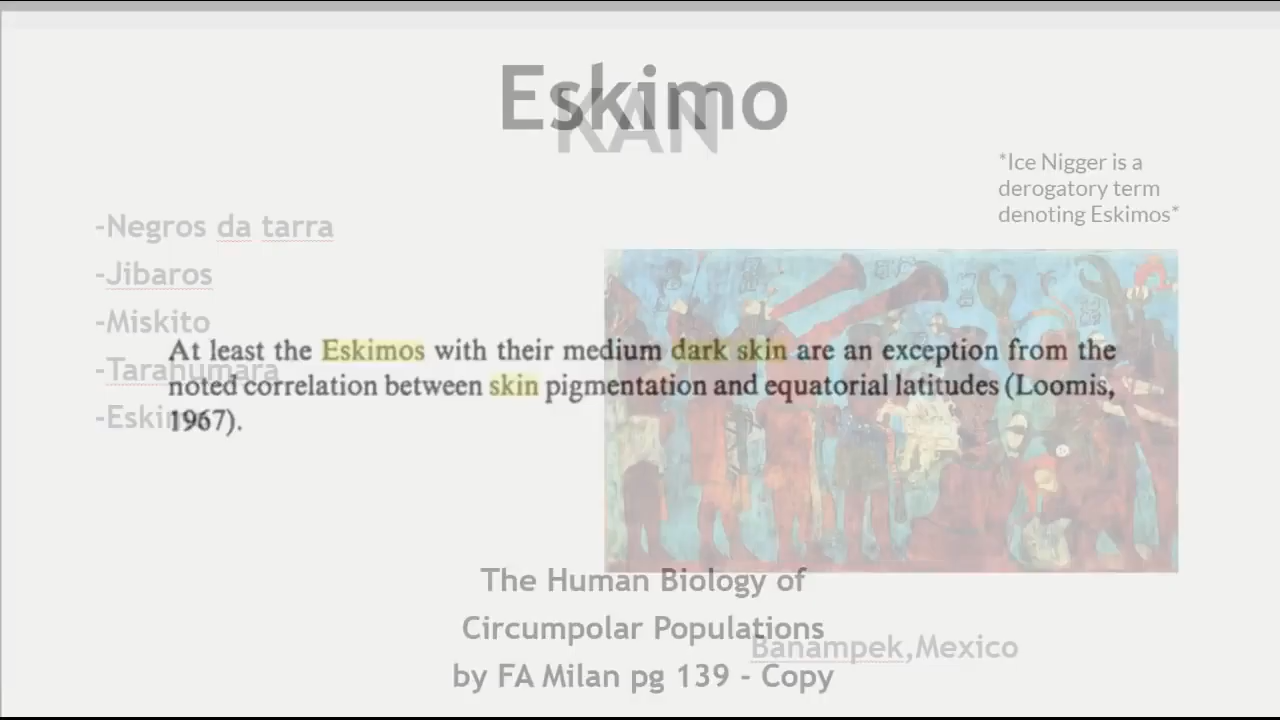 Eskimo
KAN
*Ice Nigger is a
derogatory term
denoting Eskimos*
-Negros da tarra
-Jibaros
-Miskito
-Tarahumara
-Eskimo
At least the Eskimos with their medium dark skin are an exception from the
noted correlation between skin pigmentation and equatorial latitudes (Loomis,
1967).
The Human Biology of
Circumpolar Populations
by FA Milan pg 139 - Copy
Banampek,Mexico